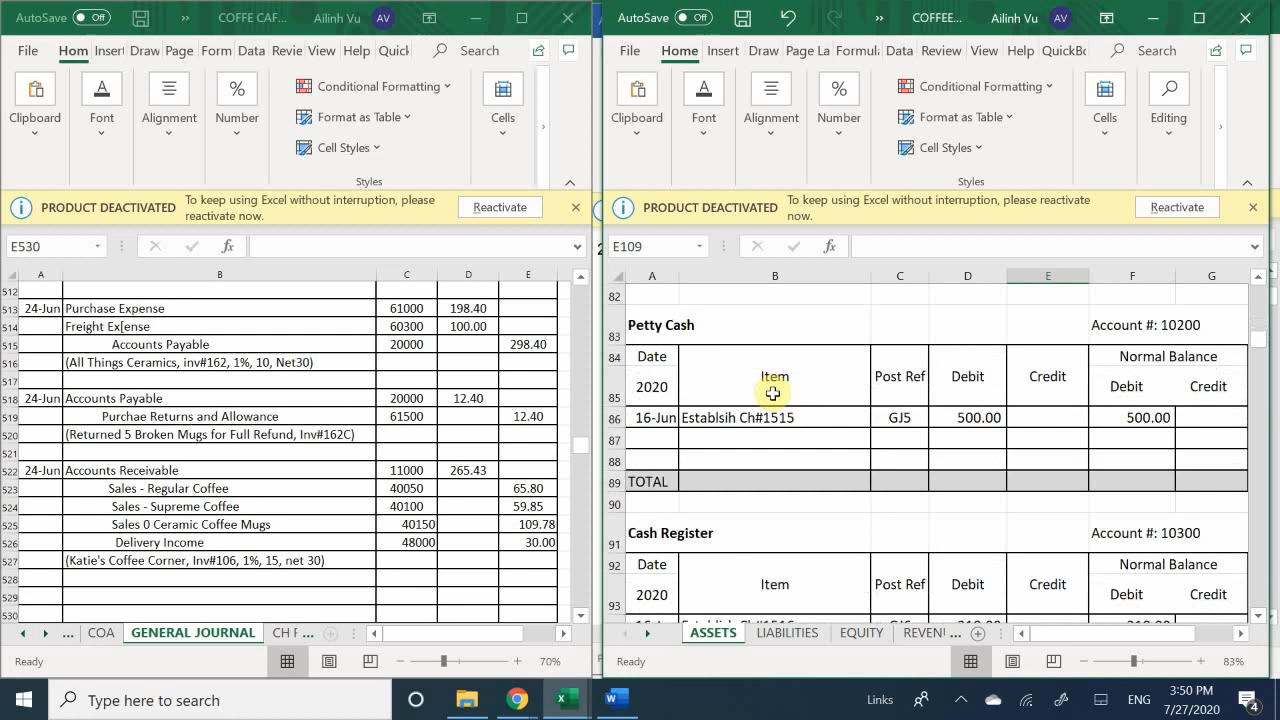 AutoSave Off COFFE CAF... Ailinh Vu AV
File Hom Insert Draw Page Form Data Revie View Help Quick Search
Clipboard Font Alignment Number Conditional Formatting Format as Table Cell Styles Cells
Styles
PRODUCT DEACTIVATED To keep using Excel without interruption, please reactivate now. Reactivate
E530 fx
A B C D E
512
513 24-Jun Purchase Expense 61000 198.40
514 Freight Ex[ense 60300 100.00
515 Accounts Payable 20000 298.40
516 (All Things Ceramics, inv#162, 1%, 10, Net30)
517
518 24-Jun Accounts Payable 20000 12.40
519 Purchae Returns and Allowance 61500 12.40
520 (Returned 5 Broken Mugs for Full Refund, Inv#162C)
521
522 24-Jun Accounts Receivable 11000 265.43
523 Sales - Regular Coffee 40050 65.80
524 Sales - Supreme Coffee 40100 59.85
525 Sales 0 Ceramic Coffee Mugs 40150 109.78
526 Delivery Income 48000 30.00
527 (Katie's Coffee Corner, Inv#106, 1%, 15, net 30)
528
529
530
... COA GENERAL JOURNAL CH F ...
Ready 70%
AutoSave Off COFFEE... Ailinh Vu AV
File Home Insert Draw Page La Formula Data Review View Help QuickBo Search
Clipboard Font Alignment Number Conditional Formatting Format as Table Cell Styles Cells Editing
Styles
PRODUCT DEACTIVATED To keep using Excel without interruption, please reactivate now. Reactivate
E109 fx
A B C D E F G
82
83 Petty Cash Account #: 10200
84 Date Item Post Ref Debit Credit Normal Balance
85 2020 Debit Credit
86 16-Jun Establsih Ch#1515 GJ5 500.00 500.00
87
88
89 TOTAL
90
91 Cash Register Account #: 10300
92 Date Item Post Ref Debit Credit Normal Balance
93 2020 Debit Credit
ASSETS LIABILITIES EQUITY REVENU ...
Ready 83%
Type here to search Links ENG 3:50 PM
7/27/2020 4